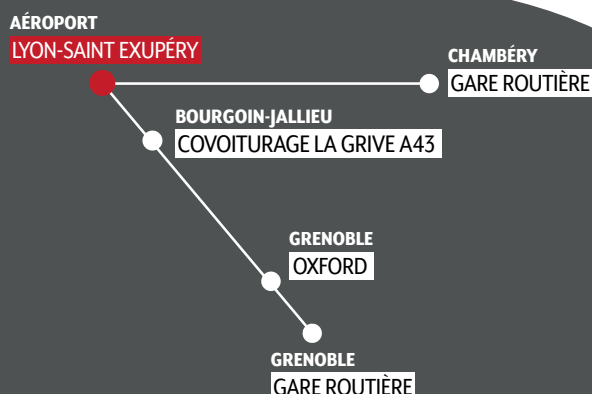 AÉROPORT
LYON-SAINT EXUPÉRY
CHAMBÉRY
GARE ROUTIÈRE
BOURGOIN-JALLIEU
COVOITURAGE LA GRIVE A43
GRENOBLE
OXFORD
GRENOBLE
GARE ROUTIÈRE